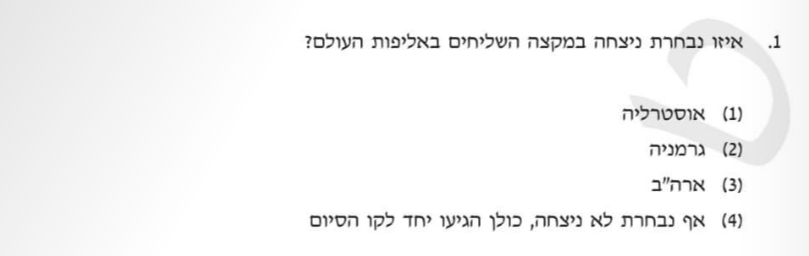 1. איזו נבחרת ניצחה במקצה השליחים באליפות העולם?
(1) אוסטרליה
(2) גרמניה
(3) ארה"ב
(4) אף נבחרת לא ניצחה, כולן הגיעו יחד לקו הסיום